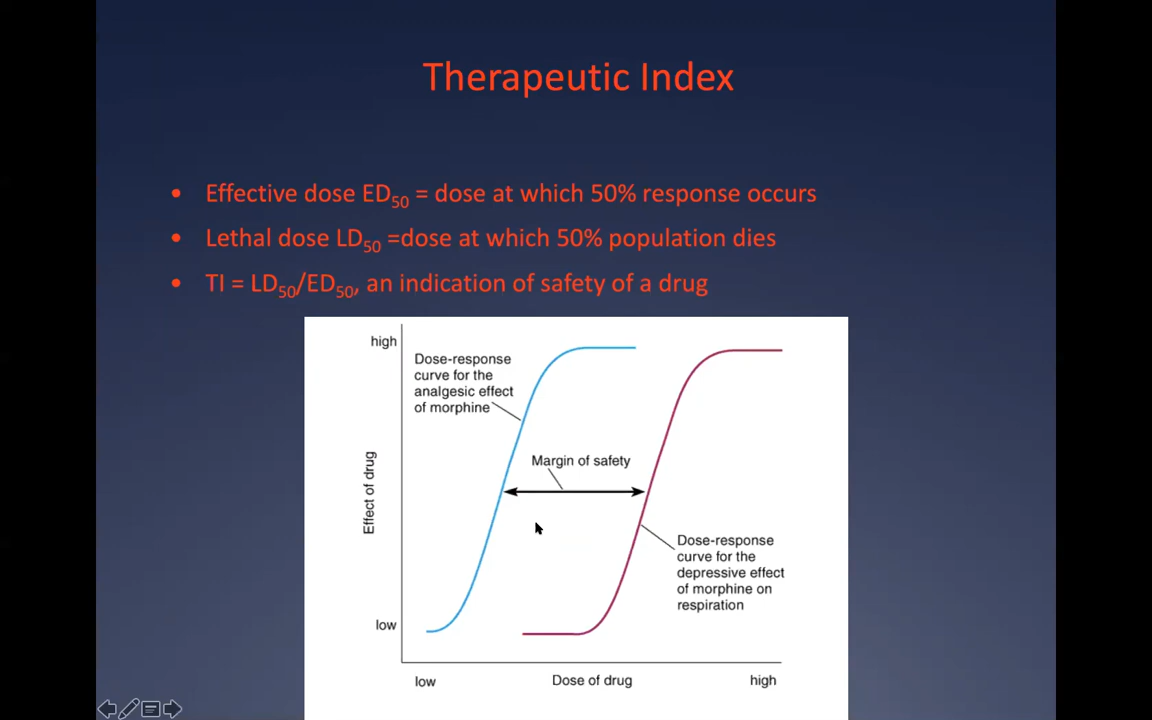 Therapeutic Index
• Effective dose ED50 = dose at which 50% response occurs
• Lethal dose LD50 =dose at which 50% population dies
• TI = LD50/ED50, an indication of safety of a drug
high
Dose-response
curve for the
analgesic effect
of morphine
Margin of safety
Effect of drug
Dose-response
curve for the
depressive effect
of morphine on
respiration
low
low
Dose of drug
high